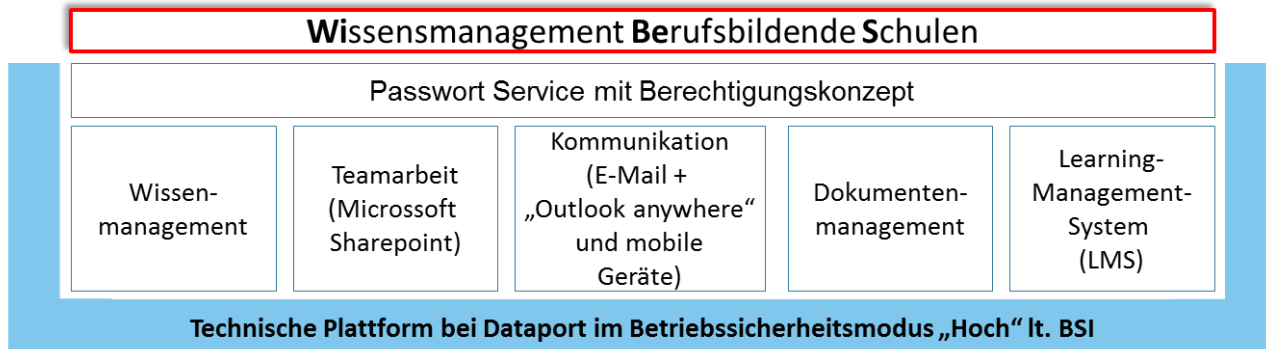 Wissensmanagement Berufsbildende Schulen
Passwort Service mit Berechtigungskonzept
Wissen-
management
Teamarbeit
(Microssoft
Sharepoint)
Kommunikation
(E-Mail +
„Outlook anywhere“
und mobile
Geräte)
Dokumenten-
management
Learning-
Management-
System
(LMS)
Technische Plattform bei Dataport im Betriebssicherheitsmodus „Hoch“ lt. BSI